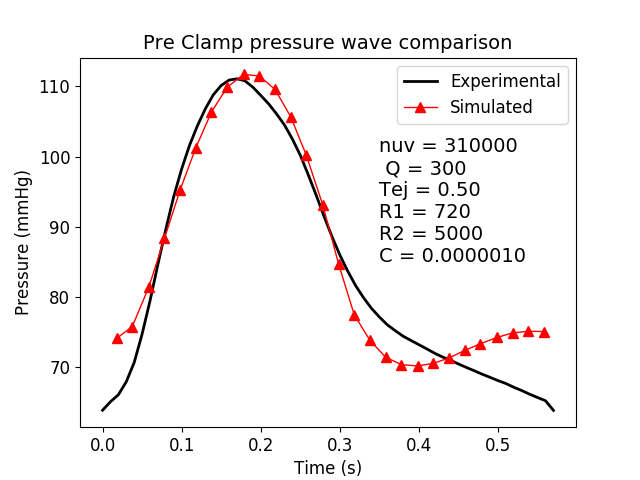 Pre Clamp pressure wave comparison
Experimental
Simulated
nuv = 310000
Q = 300
Tej = 0.50
R1 = 720
R2 = 5000
C = 0.0000010
Pressure (mmHg)
110
100
90
80
70
0.0 0.1 0.2 0.3 0.4 0.5
Time (s)